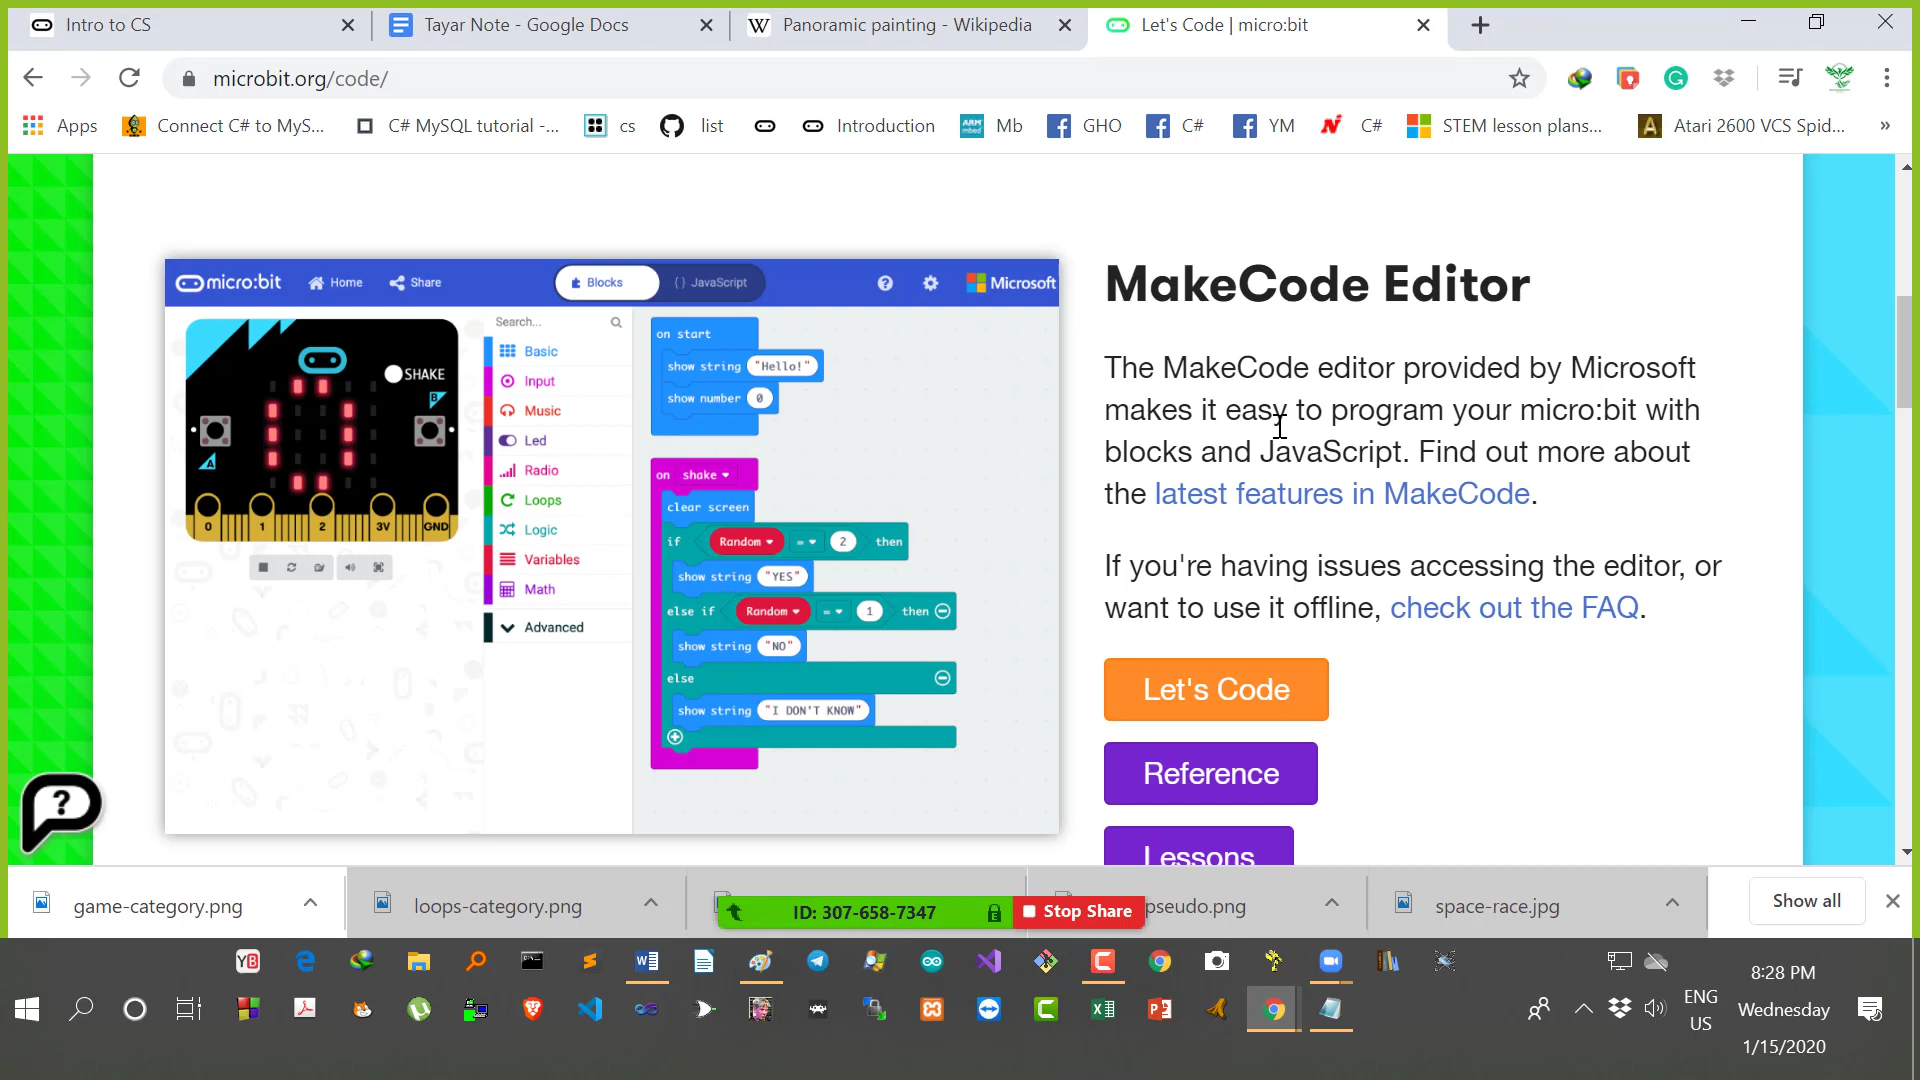 Intro to CS
Tayar Note - Google Docs
Panoramic painting - Wikipedia
Let's Code | micro:bit
microbit.org/code/
Apps
Connect C# to MyS...
C# MySQL tutorial -...
cs
list
Introduction
ARM mbed
Mb
GHO
C#
YM
C#
STEM lesson plans...
Atari 2600 VCS Spid...
»
micro:bit
Home
Share
Blocks
{} JavaScript
Microsoft
SHAKE
A
B
0
1
2
3V
GND
Search...
Basic
Input
Music
Led
Radio
Loops
Logic
Variables
Math
Advanced
on start
show string "Hello!"
show number 0
on shake
clear screen
if Random = 2 then
show string "YES"
else if Random = 1 then
show string "NO"
else
show string "I DON'T KNOW"
MakeCode Editor
The MakeCode editor provided by Microsoft
makes it easy to program your micro:bit with
blocks and JavaScript. Find out more about
the latest features in MakeCode.
If you're having issues accessing the editor, or
want to use it offline, check out the FAQ.
Let's Code
Reference
Lessons
?
game-category.png
loops-category.png
ID: 307-658-7347
Stop Share
pseudo.png
space-race.jpg
Show all
YB
8:28 PM
ENG
US
Wednesday
1/15/2020